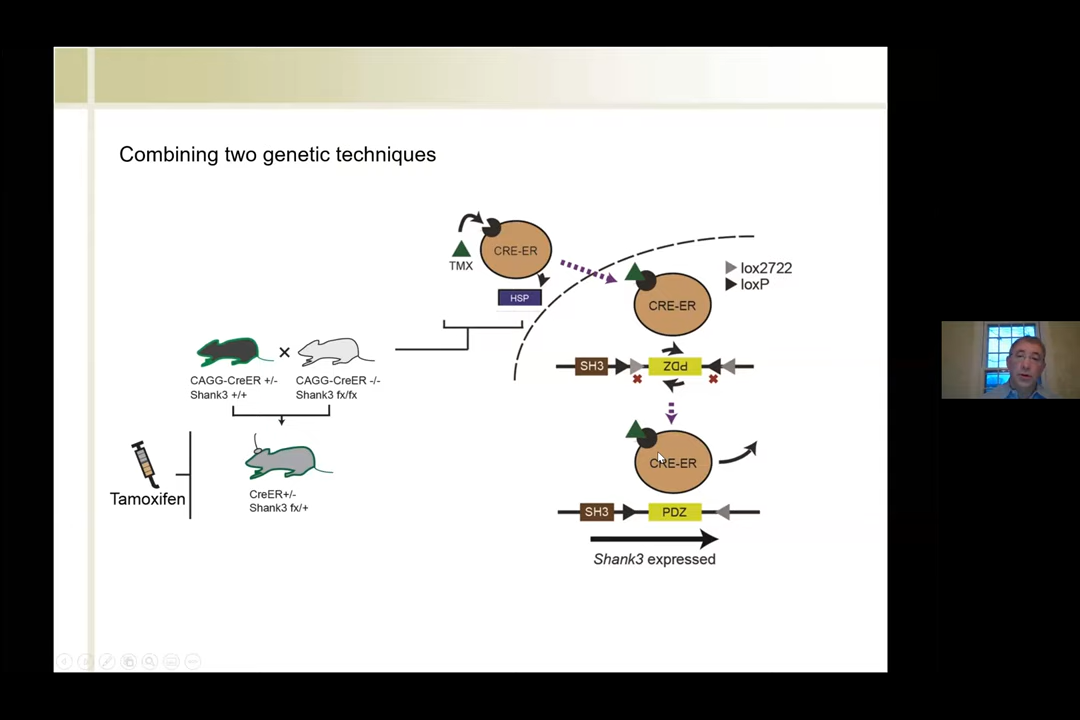 Combining two genetic techniques
TMX
CRE-ER
HSP
CRE-ER
lox2722
loxP
SH3
PDZ
CAGG-CreER +/-
Shank3 +/+
CAGG-CreER -/-
Shank3 fx/fx
Tamoxifen
CreER+/-
Shank3 fx/+
CRE-ER
SH3
PDZ
Shank3 expressed